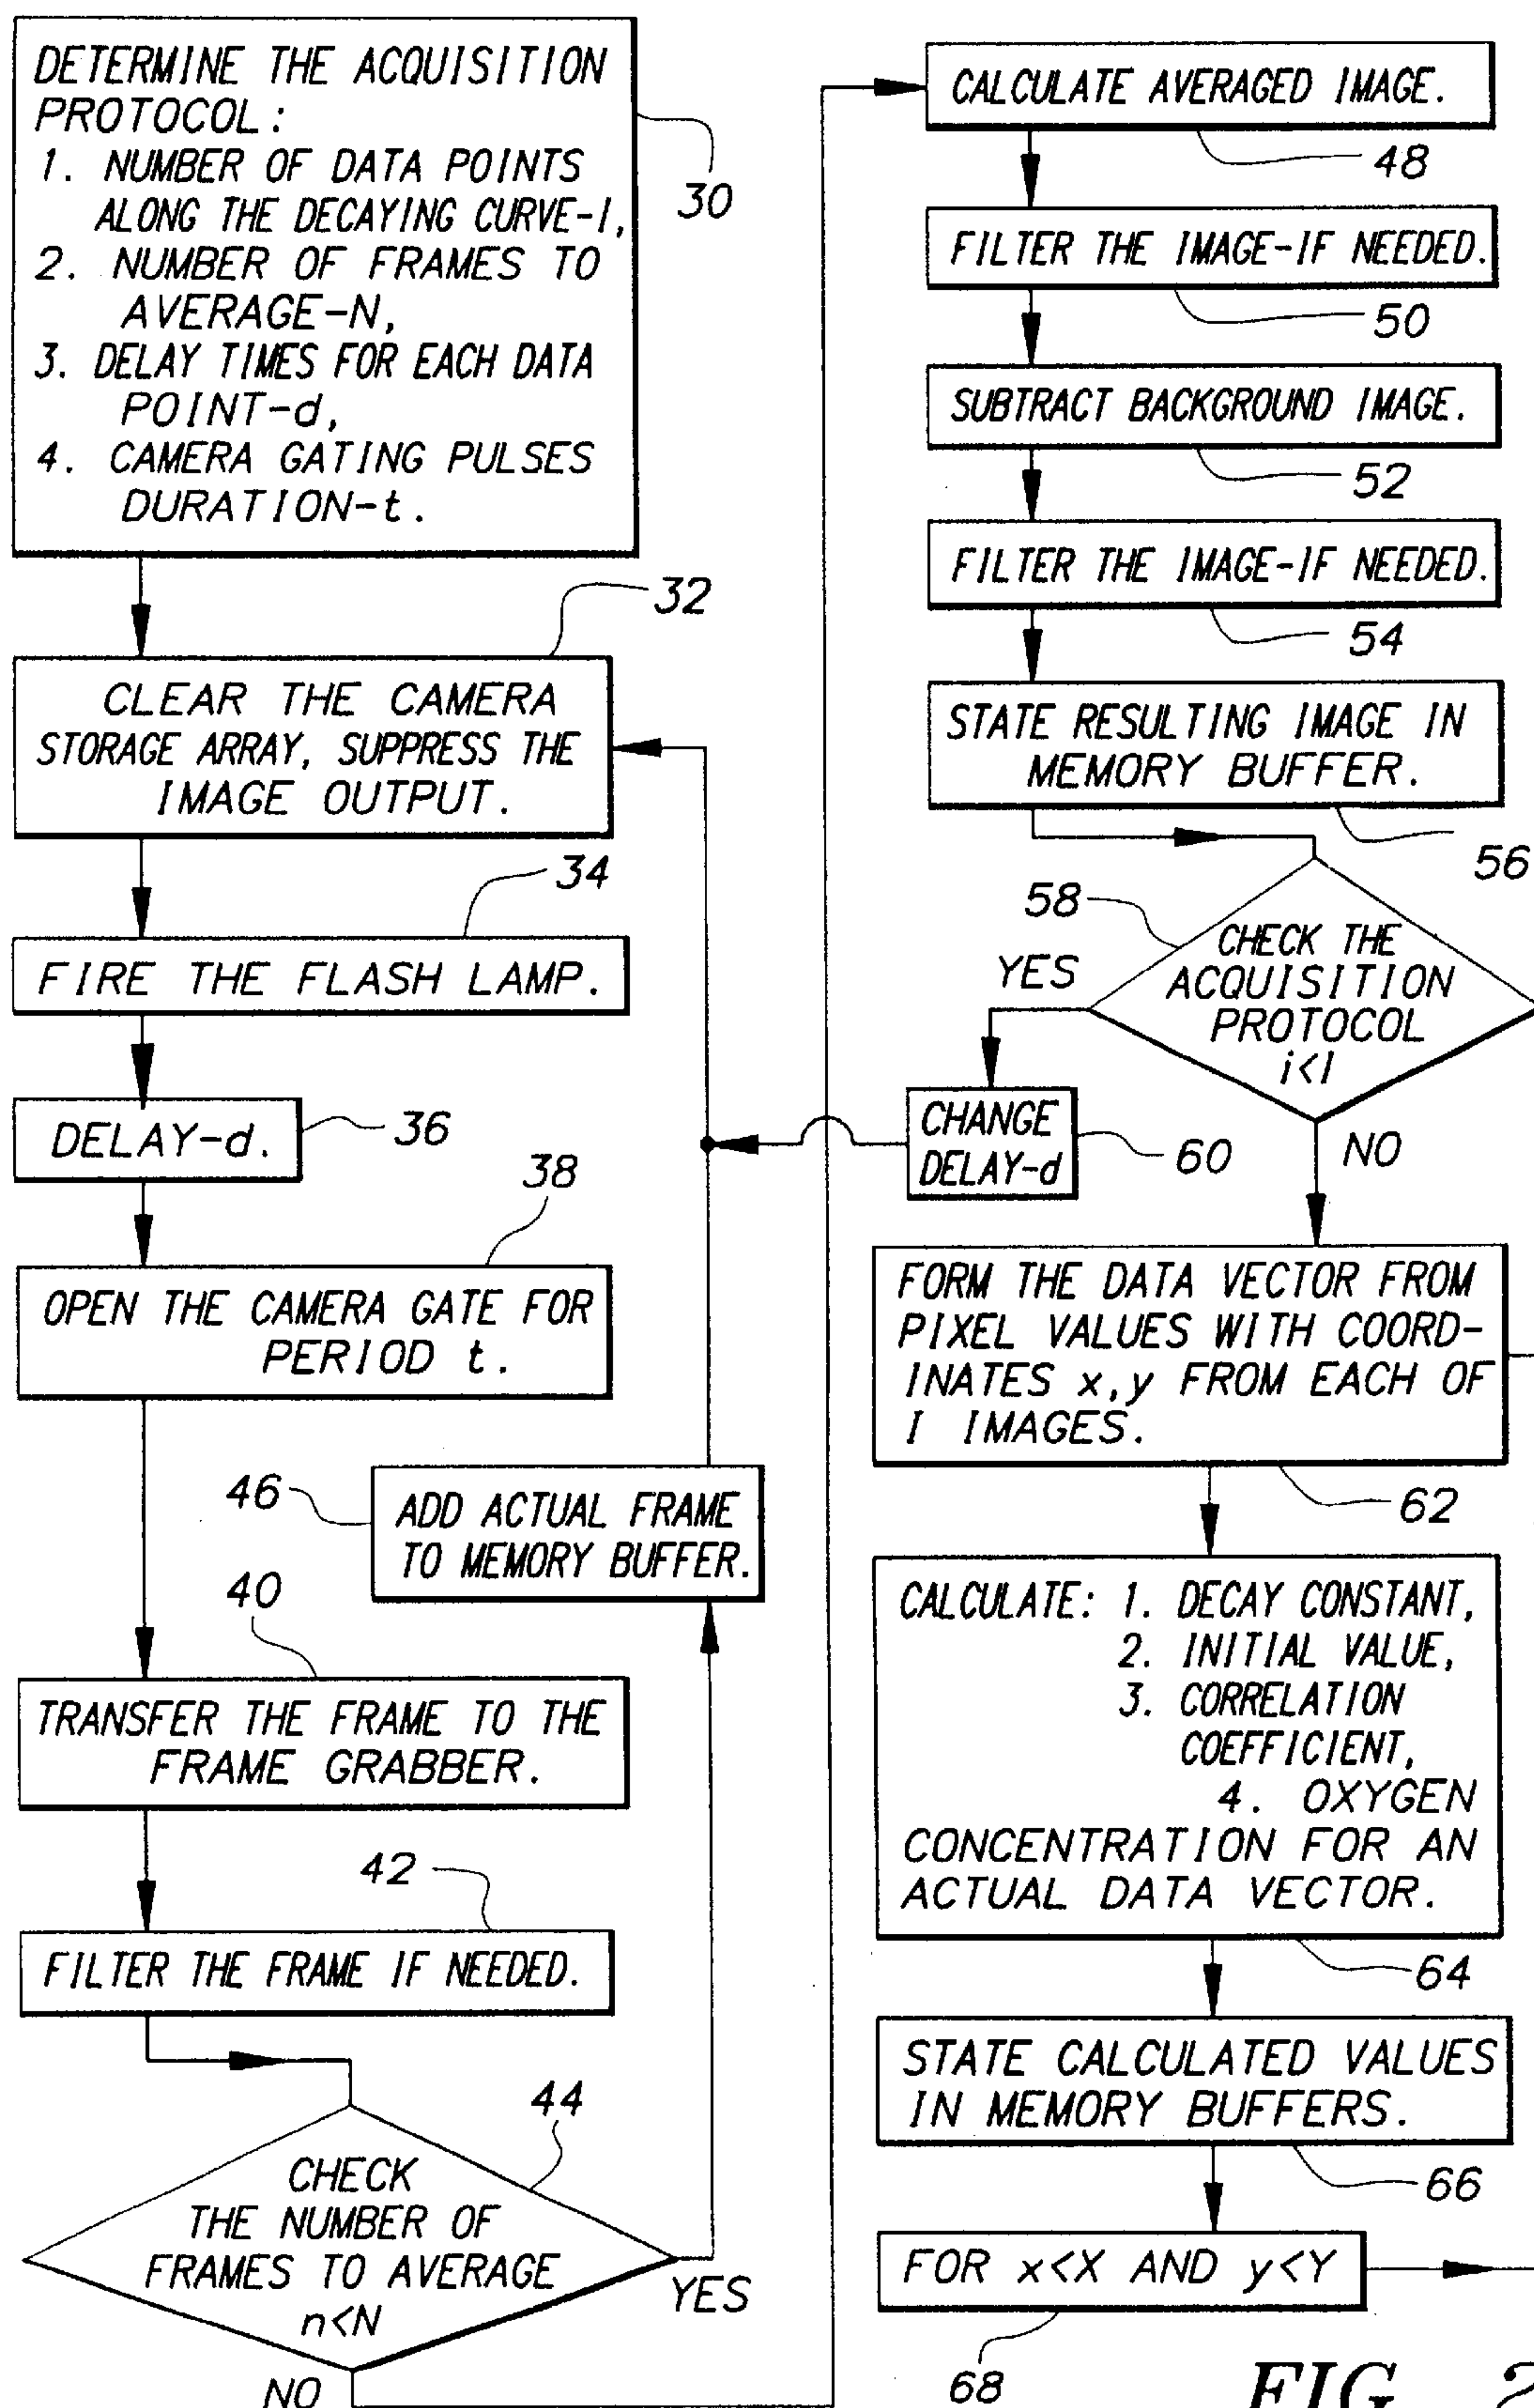 DETERMINE THE ACQUISITION
PROTOCOL:
1. NUMBER OF DATA POINTS
ALONG THE DECAYING CURVE-I,
2. NUMBER OF FRAMES TO
AVERAGE-N,
3. DELAY TIMES FOR EACH DATA
POINT-d,
4. CAMERA GATING PULSES
DURATION-t.
30
32
CLEAR THE CAMERA
STORAGE ARRAY, SUPPRESS THE
IMAGE OUTPUT.
34
FIRE THE FLASH LAMP.
DELAY-d.
36
38
OPEN THE CAMERA GATE FOR
PERIOD t.
46
ADD ACTUAL FRAME
TO MEMORY BUFFER.
40
TRANSFER THE FRAME TO THE
FRAME GRABBER.
42
FILTER THE FRAME IF NEEDED.
44
CHECK
THE NUMBER OF
FRAMES TO AVERAGE
n<N
YES
NO
CALCULATE AVERAGED IMAGE.
48
FILTER THE IMAGE-IF NEEDED.
50
SUBTRACT BACKGROUND IMAGE.
52
FILTER THE IMAGE-IF NEEDED.
54
STATE RESULTING IMAGE IN
MEMORY BUFFER.
56
58
CHECK THE
ACQUISITION
PROTOCOL
i<I
YES
NO
CHANGE
DELAY-d
60
FORM THE DATA VECTOR FROM
PIXEL VALUES WITH COORD-
INATES x,y FROM EACH OF
I IMAGES.
62
CALCULATE: 1. DECAY CONSTANT,
2. INITIAL VALUE,
3. CORRELATION
COEFFICIENT,
4. OXYGEN
CONCENTRATION FOR AN
ACTUAL DATA VECTOR.
64
STATE CALCULATED VALUES
IN MEMORY BUFFERS.
66
FOR x<X AND y<Y
68
FIG. 2